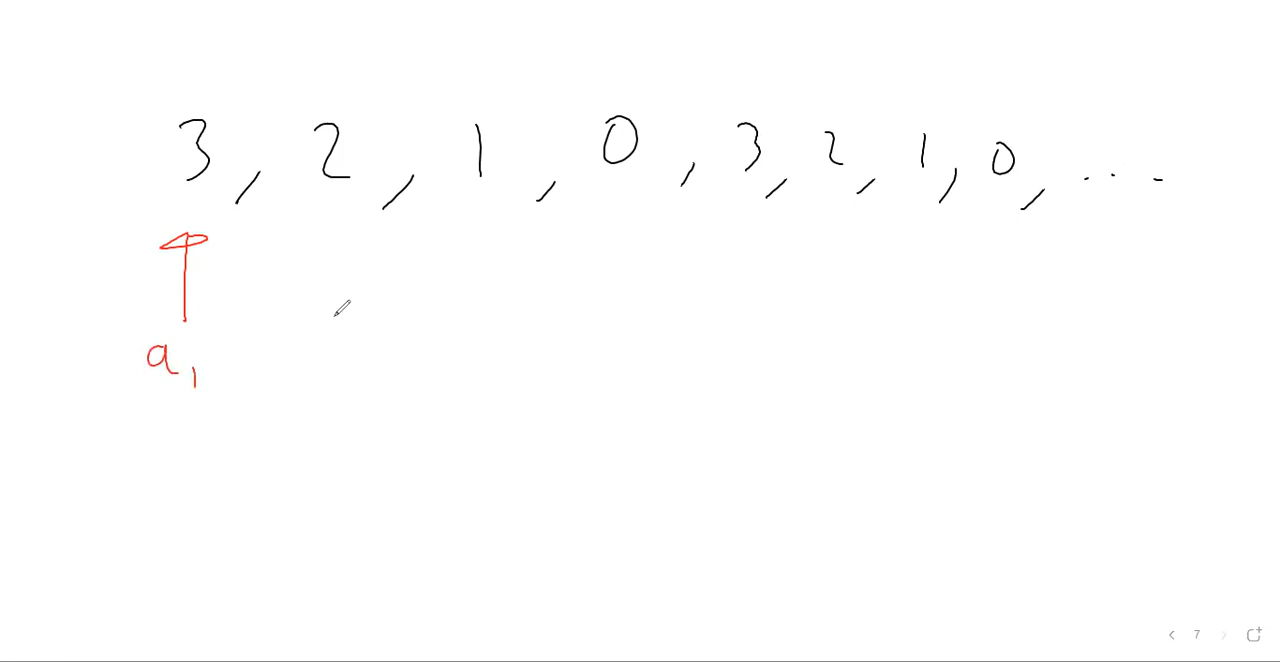 3, 2, 1, 0, 3, 2, 1, 0, ...
a1
7